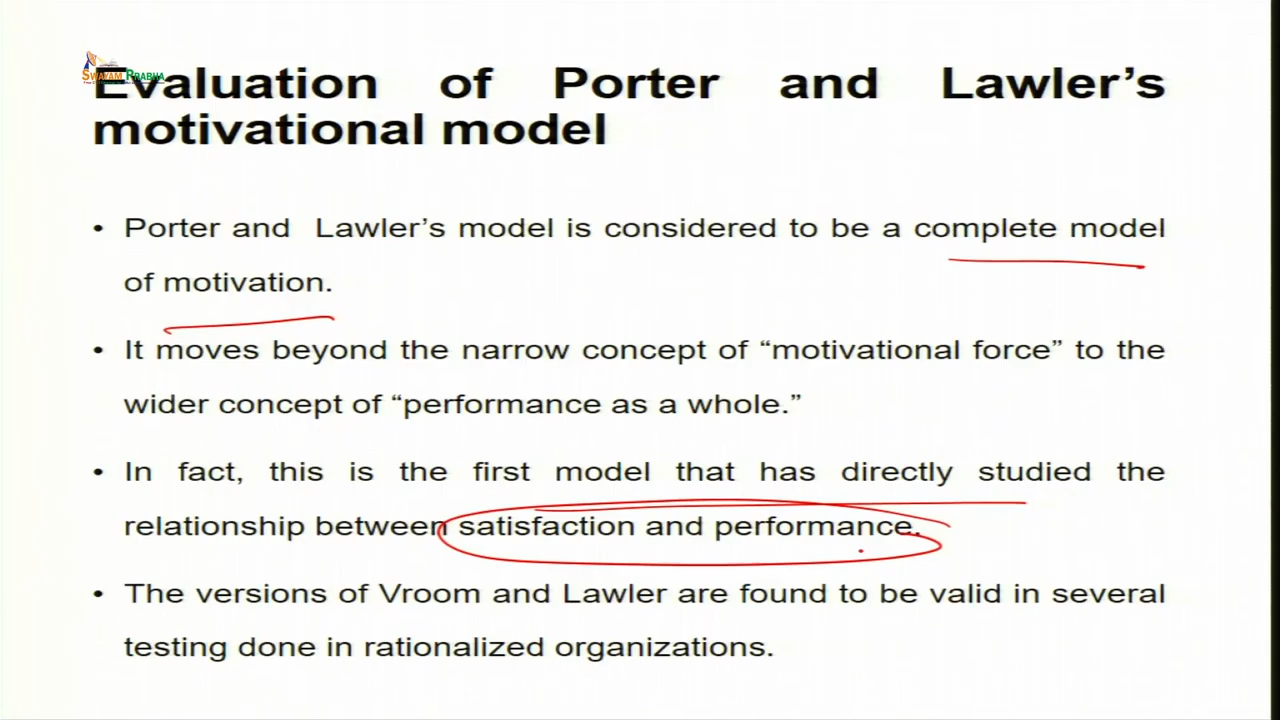 SWAYAM PRABHA
Evaluation of Porter and Lawler’s
motivational model
• Porter and Lawler’s model is considered to be a complete model
of motivation.
• It moves beyond the narrow concept of “motivational force” to the
wider concept of “performance as a whole.”
• In fact, this is the first model that has directly studied the
relationship between satisfaction and performance.
• The versions of Vroom and Lawler are found to be valid in several
testing done in rationalized organizations.